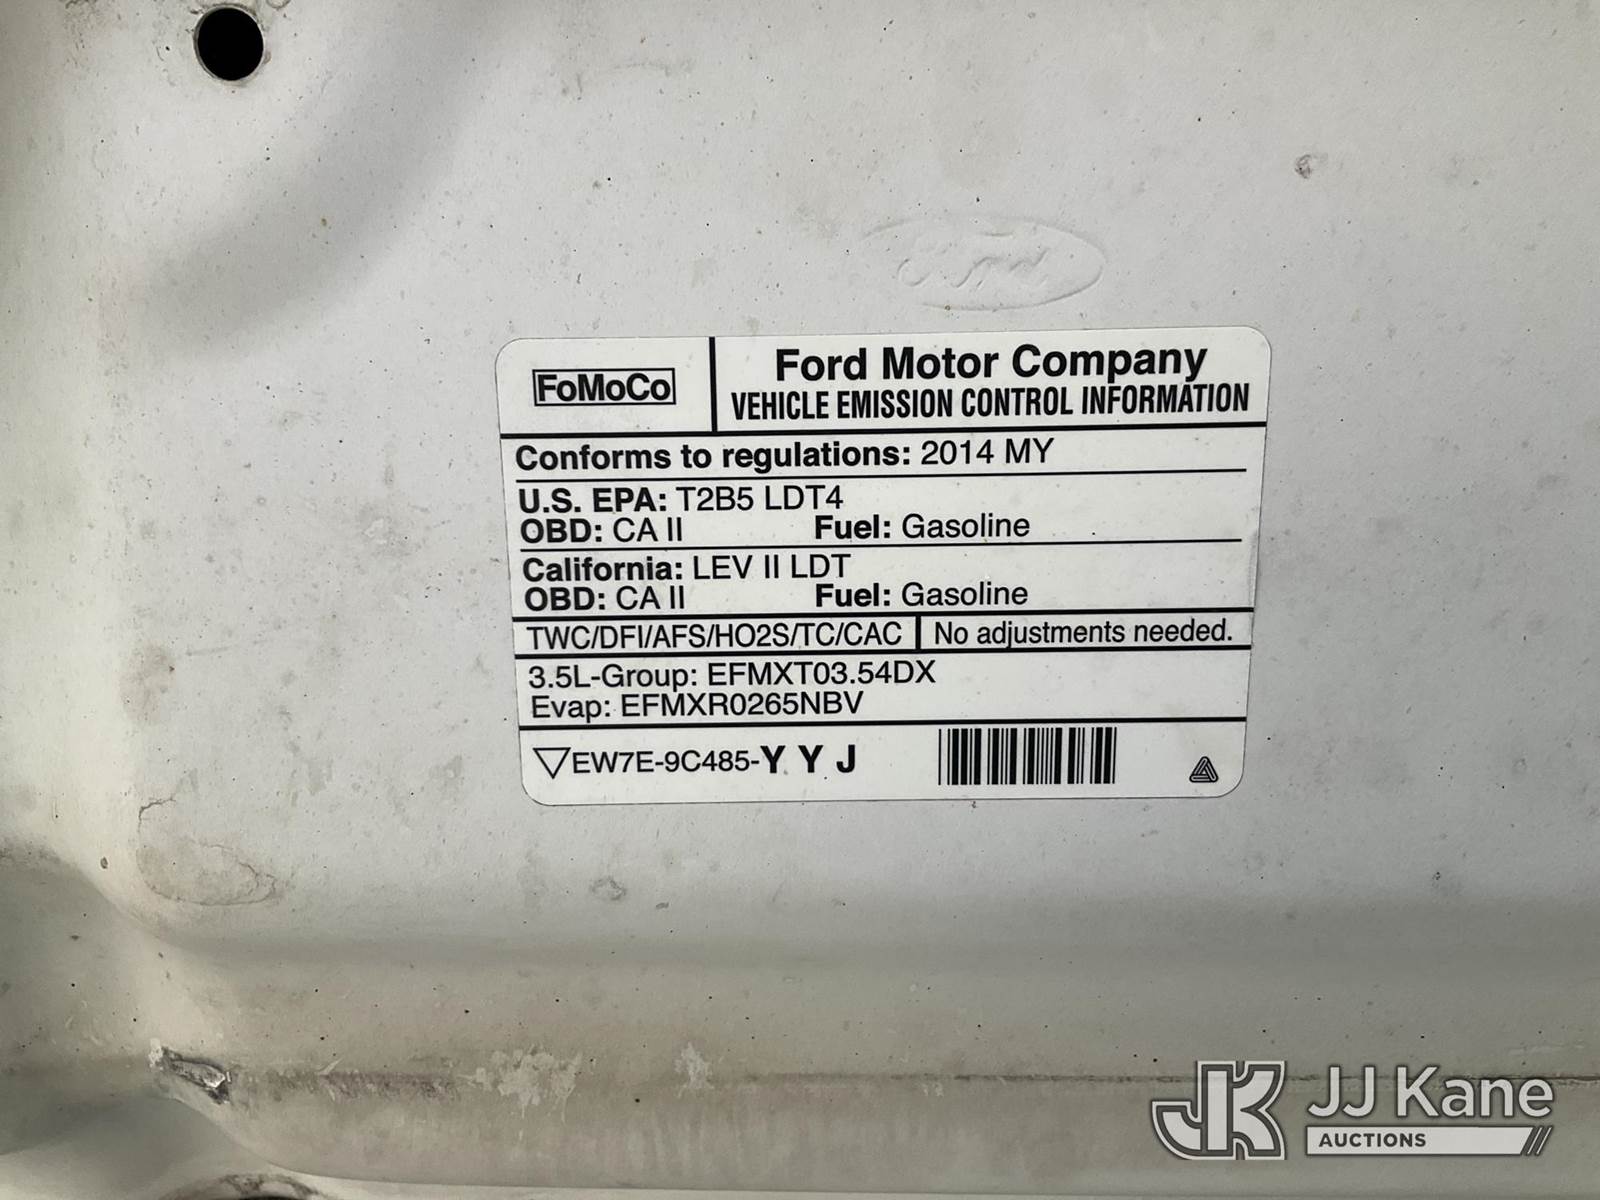 Ford
FoMoCo
Ford Motor Company
VEHICLE EMISSION CONTROL INFORMATION
Conforms to regulations: 2014 MY
U.S. EPA: T2B5 LDT4
OBD: CA II Fuel: Gasoline
California: LEV II LDT
OBD: CA II Fuel: Gasoline
TWC/DFI/AFS/HO2S/TC/CAC No adjustments needed.
3.5L-Group: EFMXT03.54DX
Evap: EFMXR0265NBV
EW7E-9C485-Y Y J
JK JJ Kane
AUCTIONS